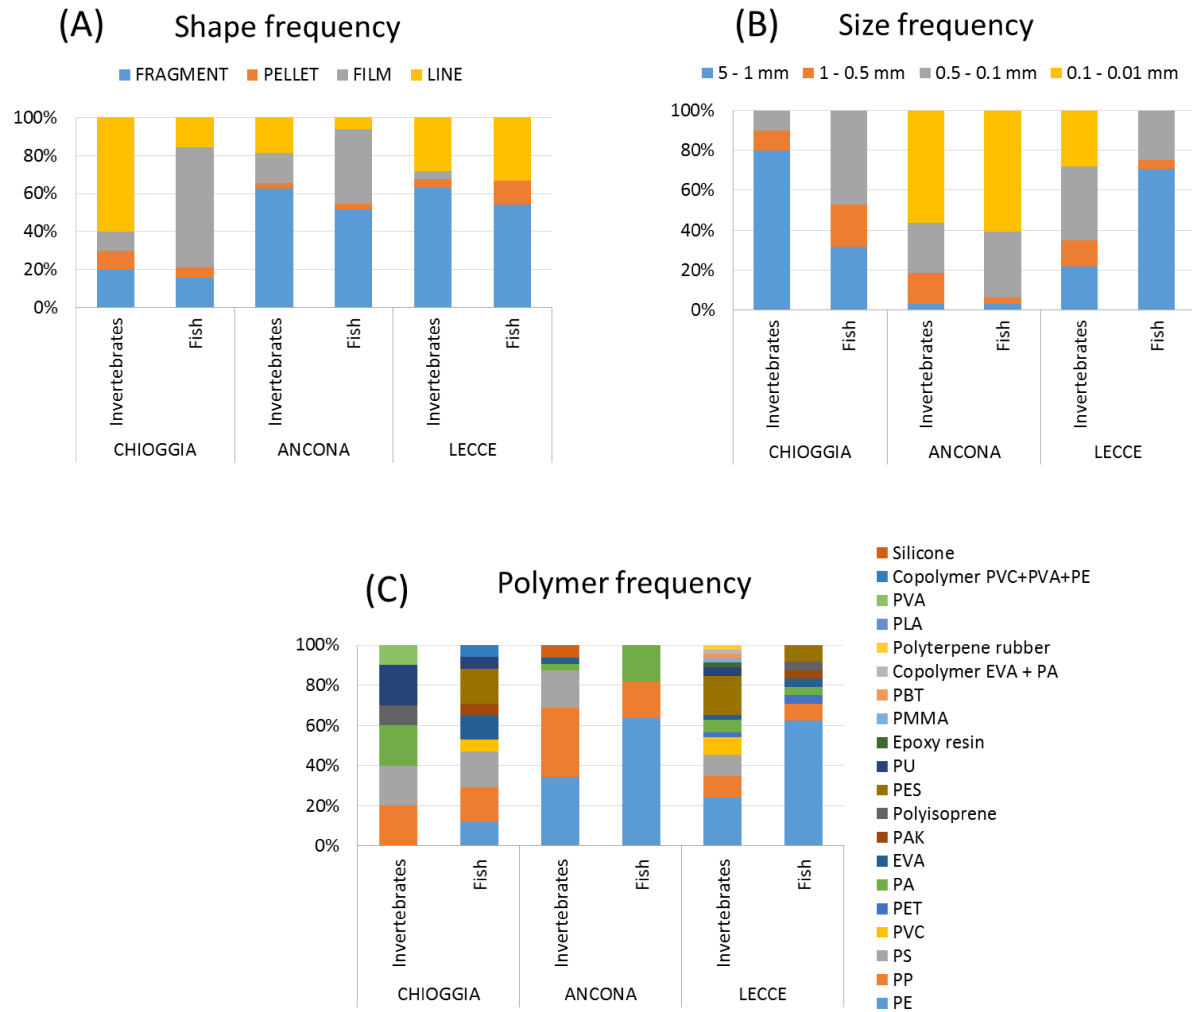 (A) Shape frequency
FRAGMENT PELLET FILM LINE
100%
80%
60%
40%
20%
0%
Invertebrates Fish Invertebrates Fish Invertebrates Fish
CHIOGGIA ANCONA LECCE
(B) Size frequency
5 - 1 mm 1 - 0.5 mm 0.5 - 0.1 mm 0.1 - 0.01 mm
100%
80%
60%
40%
20%
0%
Invertebrates Fish Invertebrates Fish Invertebrates Fish
CHIOGGIA ANCONA LECCE
(C) Polymer frequency
100%
80%
60%
40%
20%
0%
Invertebrates Fish Invertebrates Fish Invertebrates Fish
CHIOGGIA ANCONA LECCE
Silicone
Copolymer PVC+PVA+PE
PVA
PLA
Polyterpene rubber
Copolymer EVA + PA
PBT
PMMA
Epoxy resin
PU
PES
Polyisoprene
PAK
EVA
PA
PET
PVC
PS
PP
PE